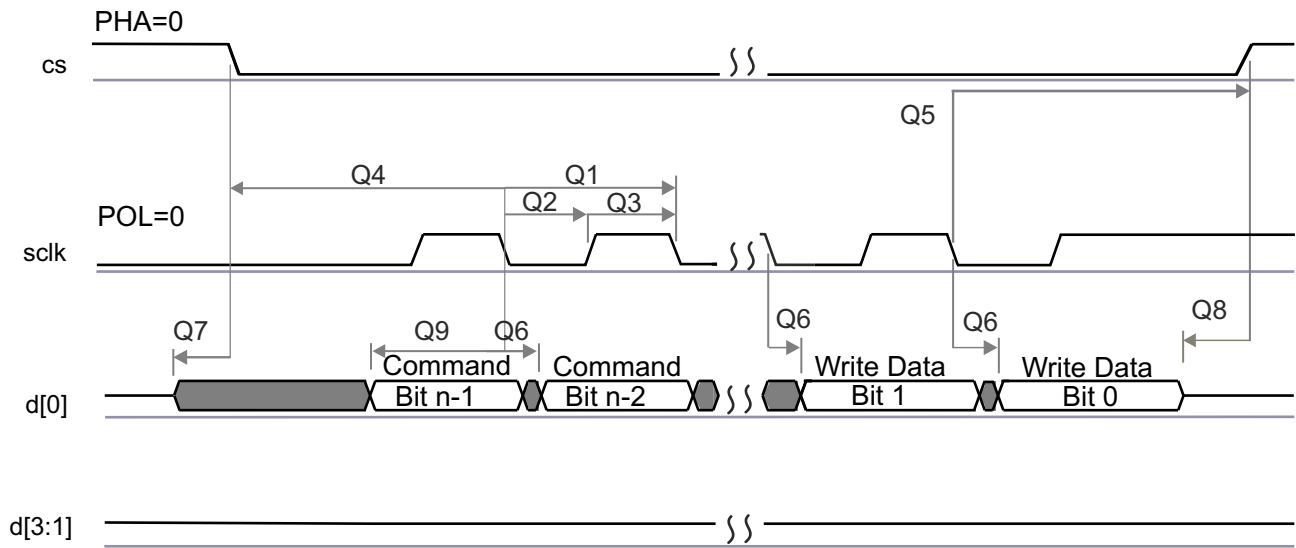 PHA=0
cs
Q5
Q4 Q1
Q2 Q3
POL=0
sclk
Q7 Q9 Q6 Q6 Q6 Q8
Command Command Write Data Write Data
d[0] Bit n-1 Bit n-2 Bit 1 Bit 0
d[3:1]